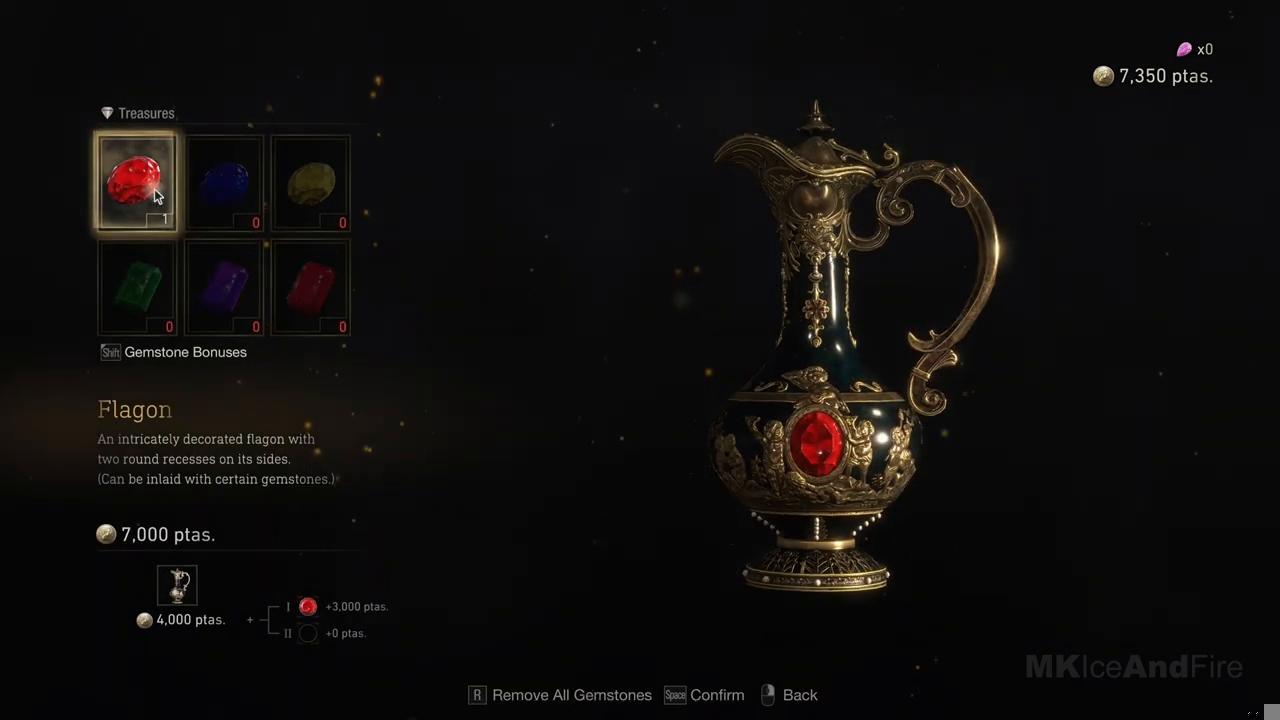 x0
7,350 ptas.
Treasures
1
0
0
0
0
0
Shift Gemstone Bonuses
Flagon
An intricately decorated flagon with
two round recesses on its sides.
(Can be inlaid with certain gemstones.)
7,000 ptas.
4,000 ptas.
+
I +3,000 ptas.
II +0 ptas.
MKIceAndFire
R Remove All Gemstones Space Confirm Back